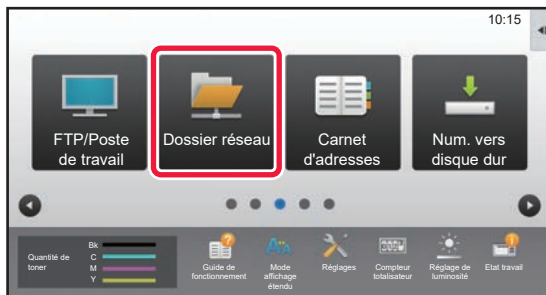 10:15
FTP/Poste
de travail
Dossier réseau
Carnet
d'adresses
Num. vers
disque dur
Quantité de
toner
Bk
C
M
Y
Guide de
fonctionnement
Mode
affichage
étendu
Réglages
Compteur
totalisateur
Réglage de
luminosité
Etat travail